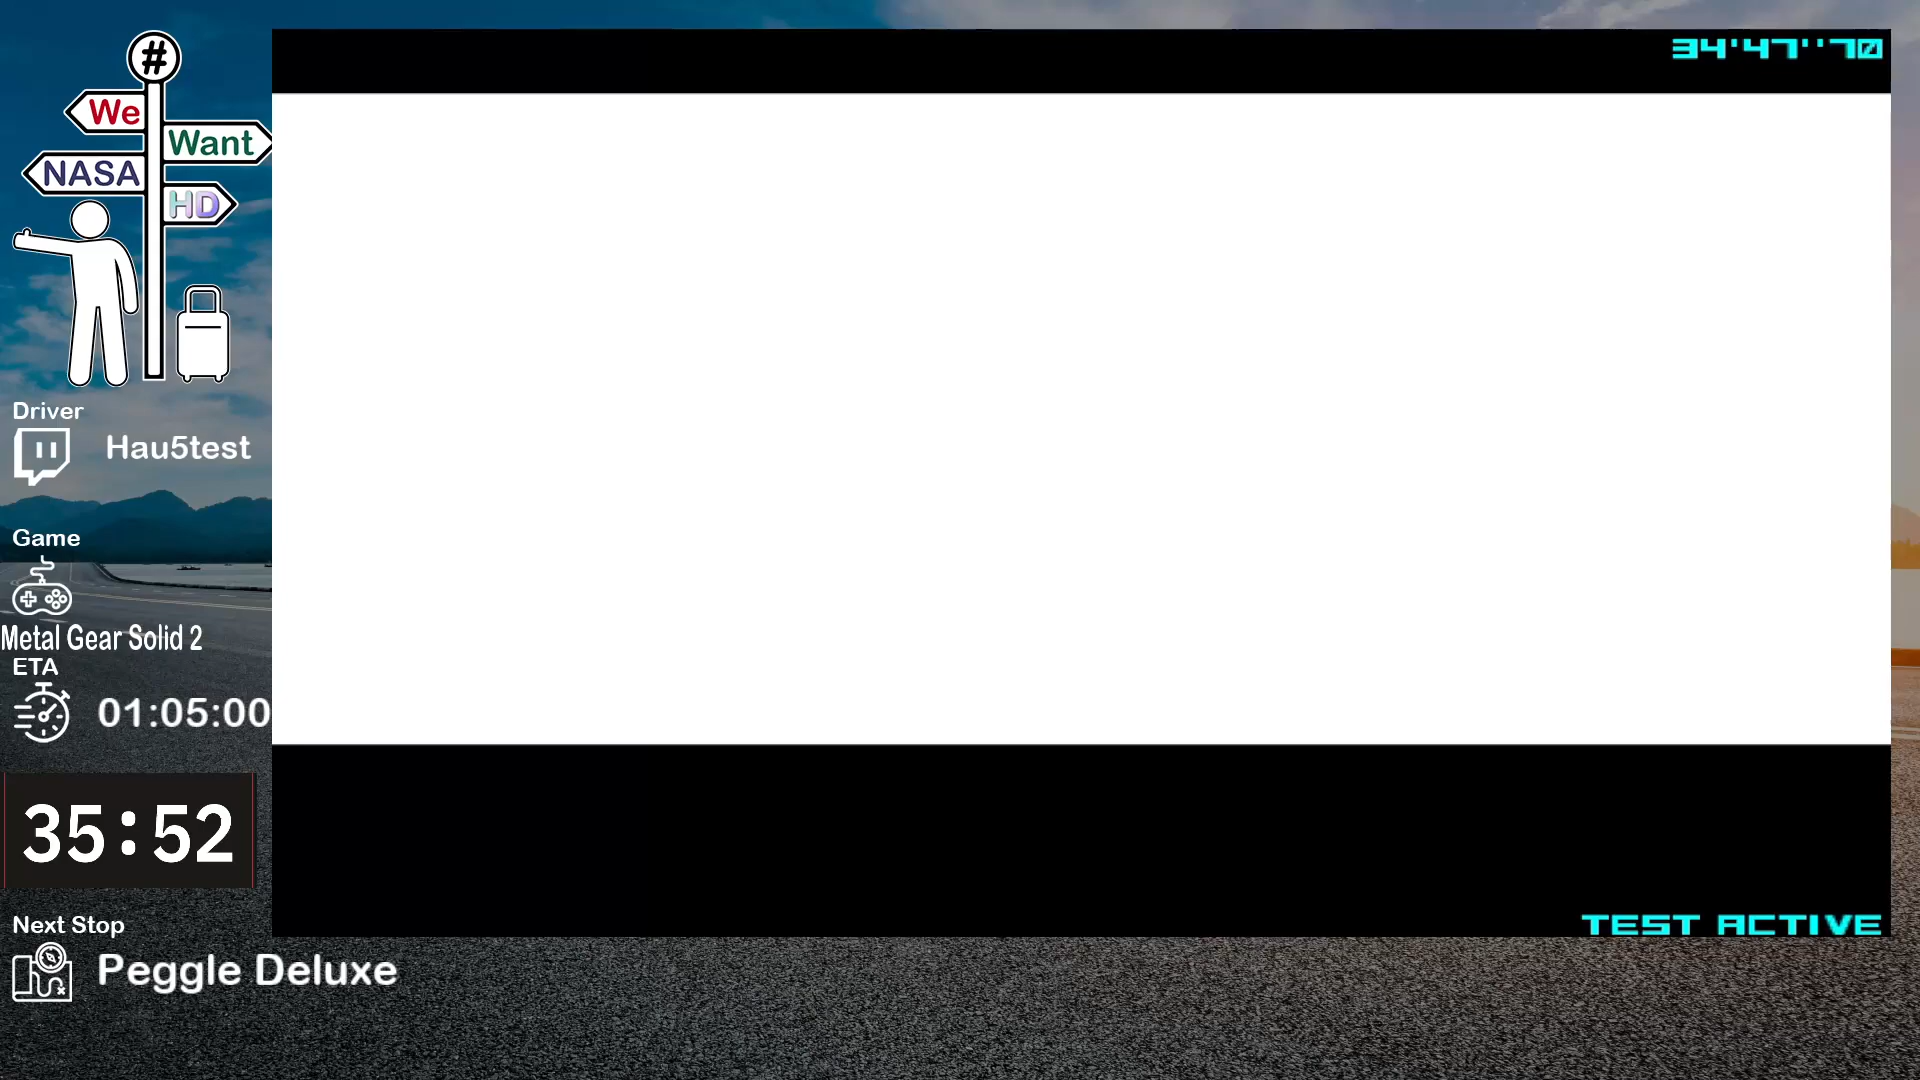 #
We
Want
NASA
HD
34'47''70
Driver
Hau5test
Game
Metal Gear Solid 2
ETA
01:05:00
35:52
TEST ACTIVE
Next Stop
Peggle Deluxe